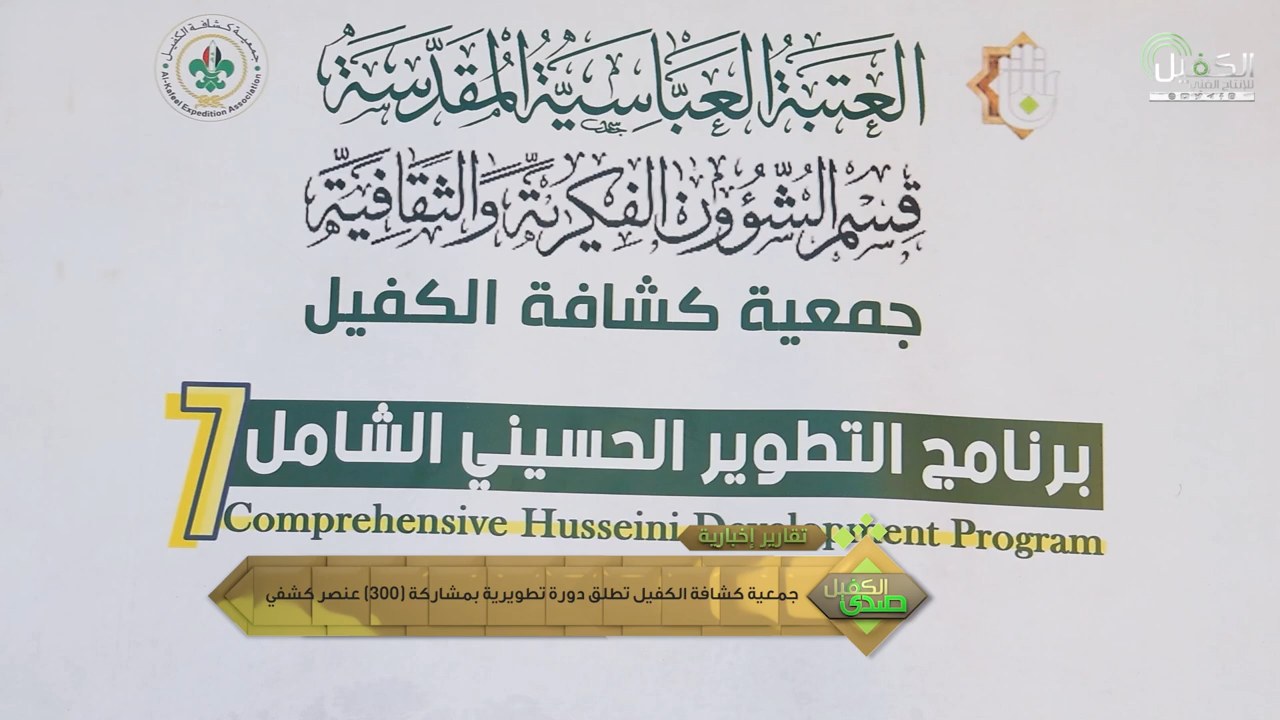 جمعية كشافة الكفيل
Al-Kafeel Expedition Association
الكفيل
للإنتاج الفني
العتبة العباسية المقدسة
قسم الشؤون الفكرية والثقافية
جمعية كشافة الكفيل
برنامج التطوير الحسيني الشامل 7
Comprehensive Husseini Development Program
تقارير إخبارية
صدى الكفيل
جمعية كشافة الكفيل تطلق دورة تطويرية بمشاركة (300) عنصر كشفي